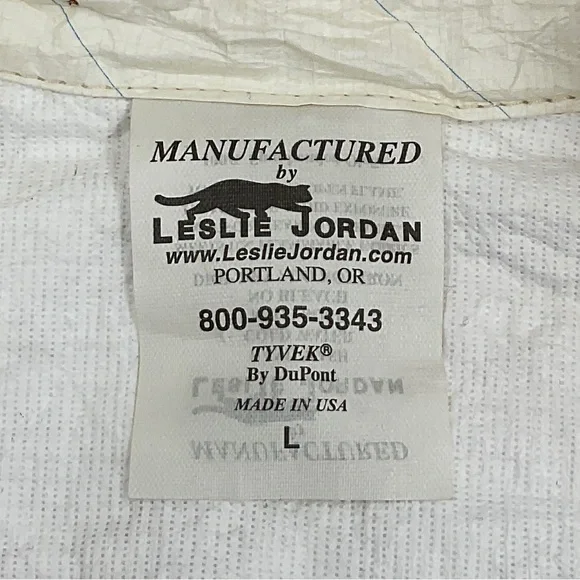 MANUFACTURED
by
LESLIE JORDAN
www.LeslieJordan.com
PORTLAND, OR
800-935-3343
TYVEK®
By DuPont
MADE IN USA
L